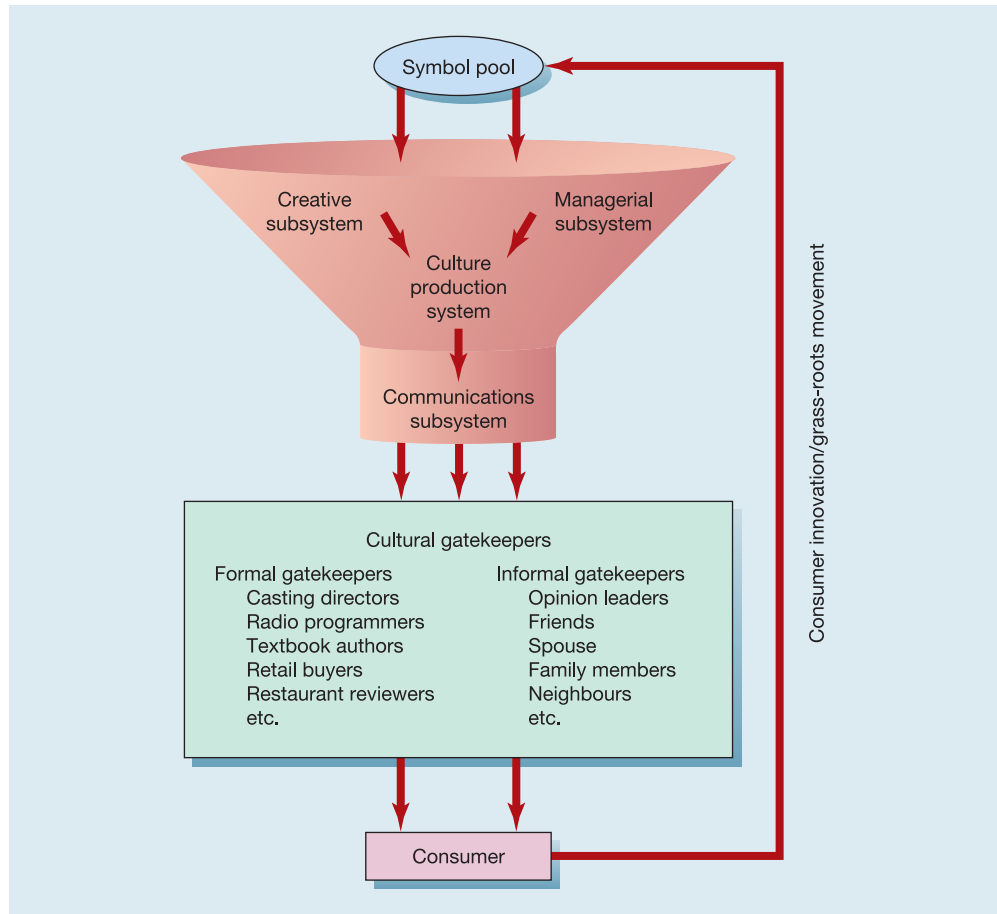 Symbol pool
Creative
subsystem
Managerial
subsystem
Culture
production
system
Communications
subsystem
Cultural gatekeepers
Formal gatekeepers
Casting directors
Radio programmers
Textbook authors
Retail buyers
Restaurant reviewers
etc.
Informal gatekeepers
Opinion leaders
Friends
Spouse
Family members
Neighbours
etc.
Consumer
Consumer innovation/grass-roots movement